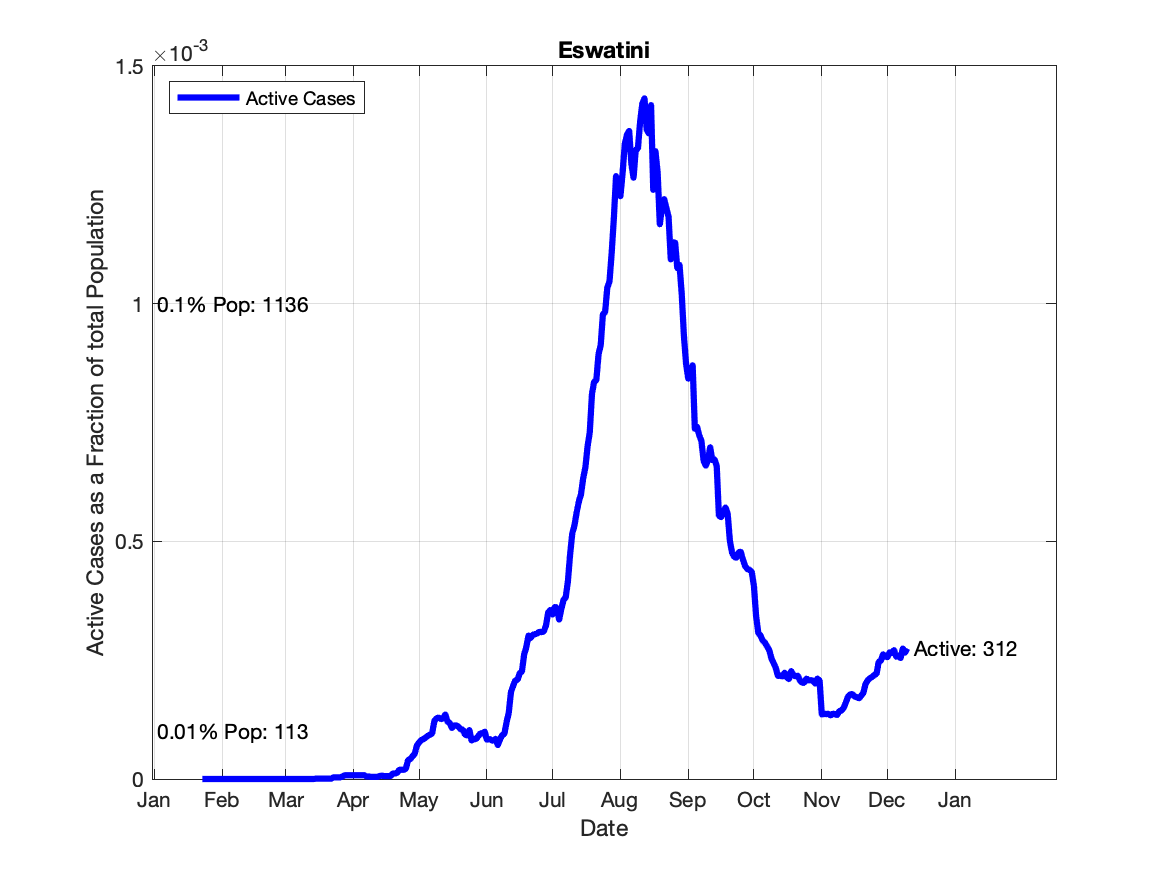 Eswatini
×10-3
1.5
Active Cases
1
0.1% Pop: 1136
Active Cases as a Fraction of total Population
0.5
Active: 312
0.01% Pop: 113
0
Jan Feb Mar Apr May Jun Jul Aug Sep Oct Nov Dec Jan
Date